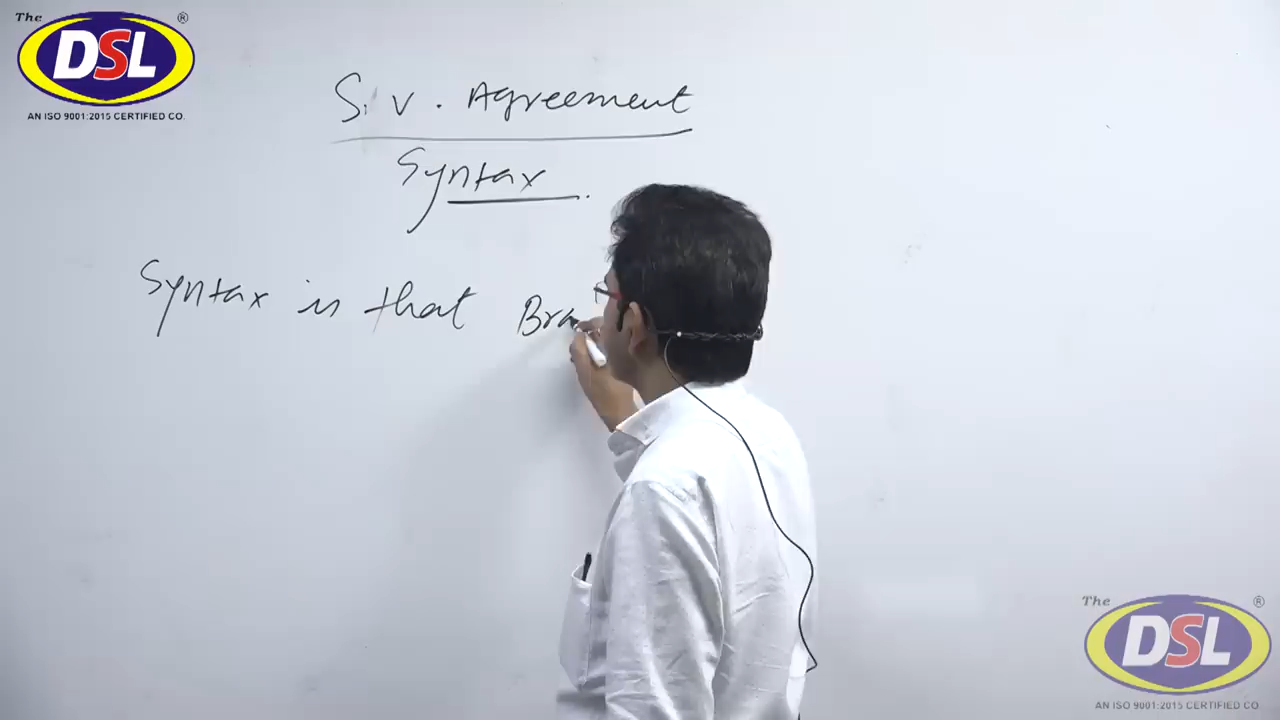 The DSL ®
AN ISO 9001:2015 CERTIFIED CO.
S. V. Agreement
Syntax.
Syntax is that Bra
The DSL ®
AN ISO 9001:2015 CERTIFIED CO.